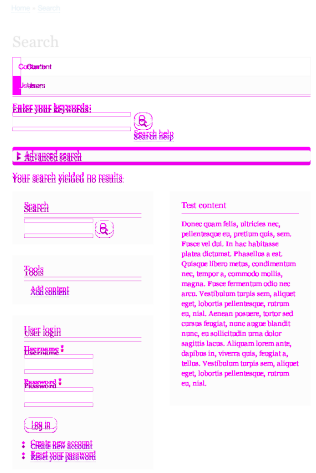 Home » Search
Search
Content
Users
Enter your keywords:
Search help
Advanced search
Your search yielded no results.
Search
Tools
Add content
User login
Username *
Password *
Log in
Create new account
Reset your password
Test content
Donec quam felis, ultricies nec,
pellentesque eu, pretium quis, sem.
Fusce vel dui. In hac habitasse
platea dictumst. Phasellus a est.
Quisque libero metus, condimentum
nec, tempor a, commodo mollis,
magna. Fusce fermentum odio nec
arcu. Vestibulum turpis sem, aliquet
eget, lobortis pellentesque, rutrum
eu, nisl. Aenean posuere, tortor sed
cursus feugiat, nunc augue blandit
nunc, eu sollicitudin urna dolor
sagittis lacus. Aliquam lorem ante,
dapibus in, viverra quis, feugiat a,
tellus. Vestibulum turpis sem, aliquet
eget, lobortis pellentesque, rutrum
eu, nisl.